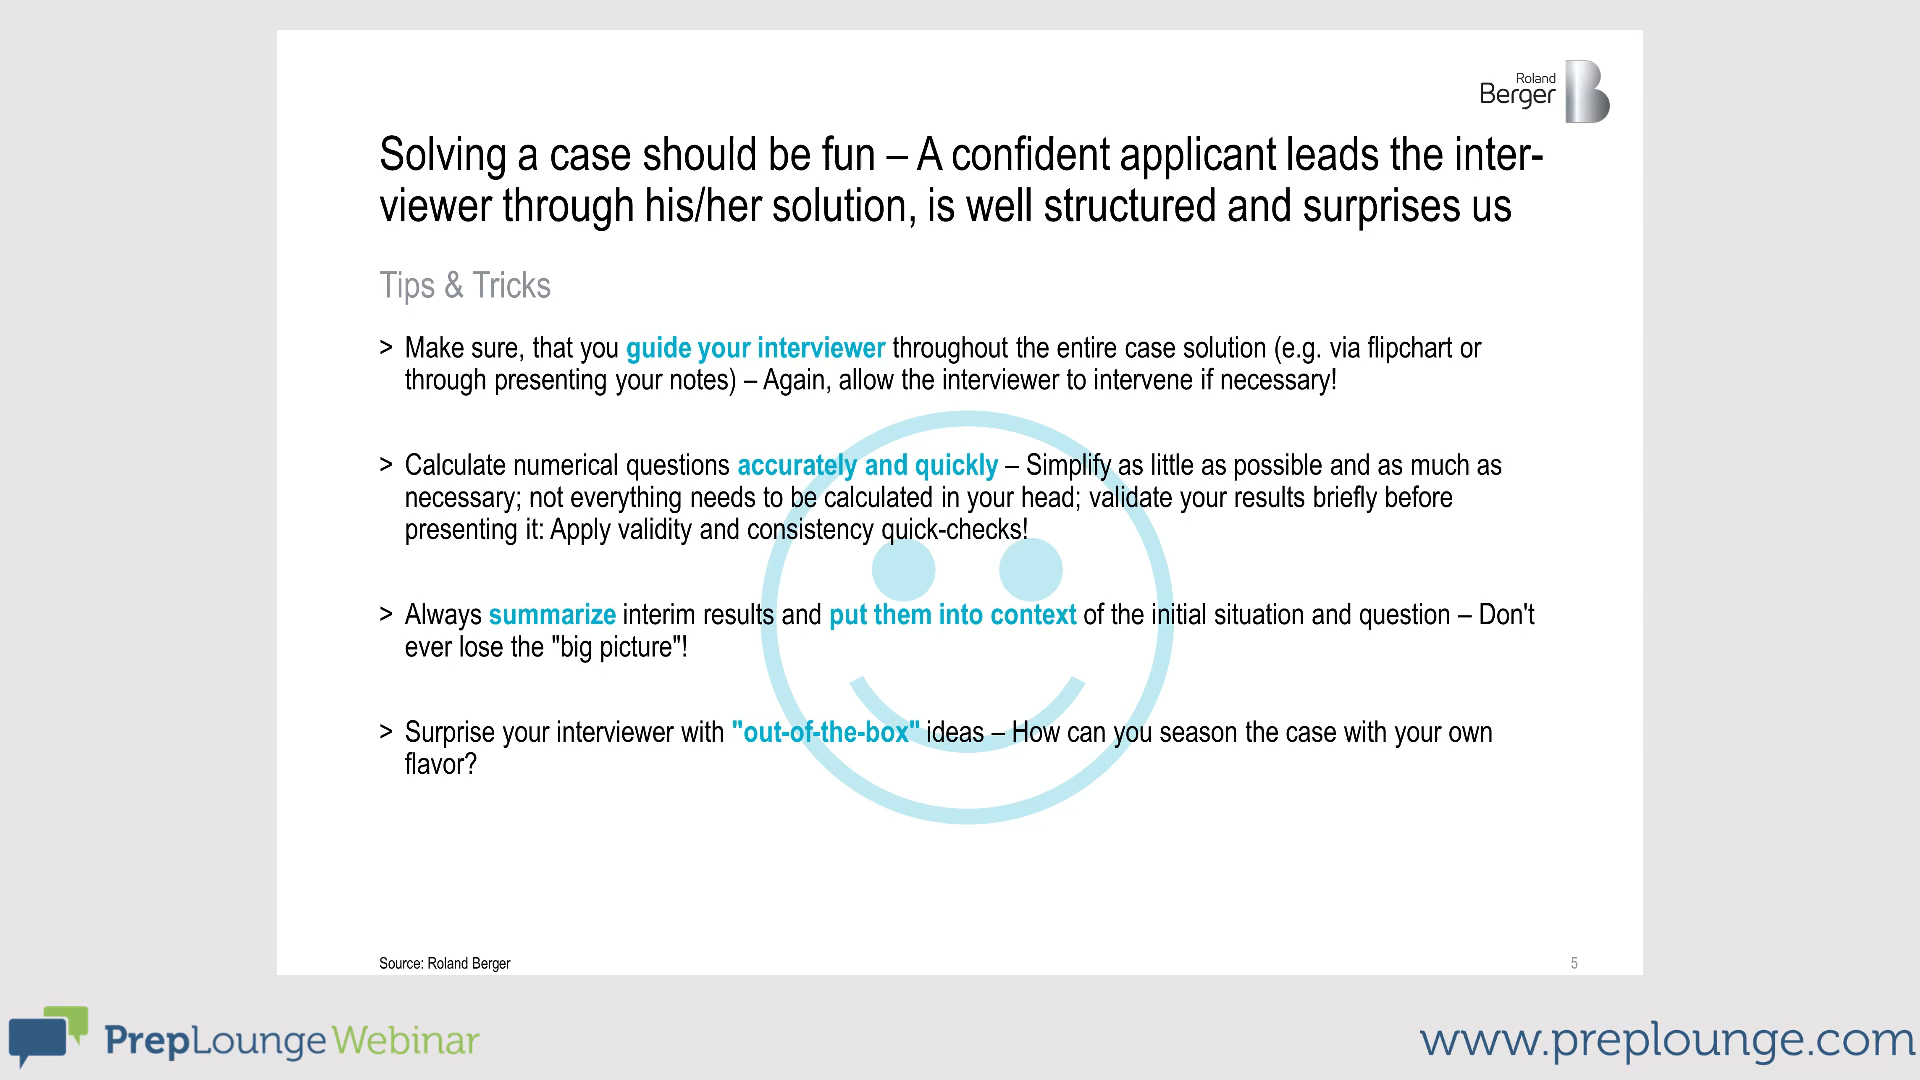 Roland
Berger
Solving a case should be fun – A confident applicant leads the inter-
viewer through his/her solution, is well structured and surprises us
Tips & Tricks
> Make sure, that you guide your interviewer throughout the entire case solution (e.g. via flipchart or
through presenting your notes) – Again, allow the interviewer to intervene if necessary!
> Calculate numerical questions accurately and quickly – Simplify as little as possible and as much as
necessary; not everything needs to be calculated in your head; validate your results briefly before
presenting it: Apply validity and consistency quick-checks!
> Always summarize interim results and put them into context of the initial situation and question – Don't
ever lose the "big picture"!
> Surprise your interviewer with "out-of-the-box" ideas – How can you season the case with your own
flavor?
Source: Roland Berger
5
PrepLounge Webinar
www.preplounge.com